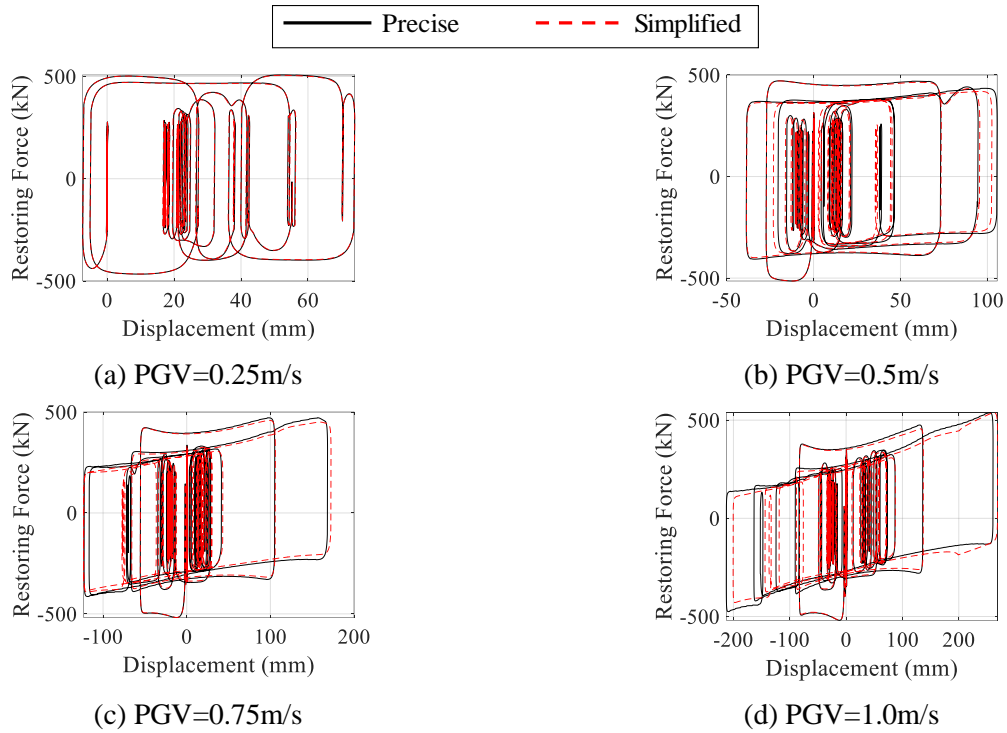 Precise Simplified
500
0
-500
Restoring Force (kN)
0 20 40 60
Displacement (mm)
(a) PGV=0.25m/s
500
0
-500
Restoring Force (kN)
-50 0 50 100
Displacement (mm)
(b) PGV=0.5m/s
500
0
-500
Restoring Force (kN)
-100 0 100 200
Displacement (mm)
(c) PGV=0.75m/s
500
0
-500
Restoring Force (kN)
-200 -100 0 100 200
Displacement (mm)
(d) PGV=1.0m/s